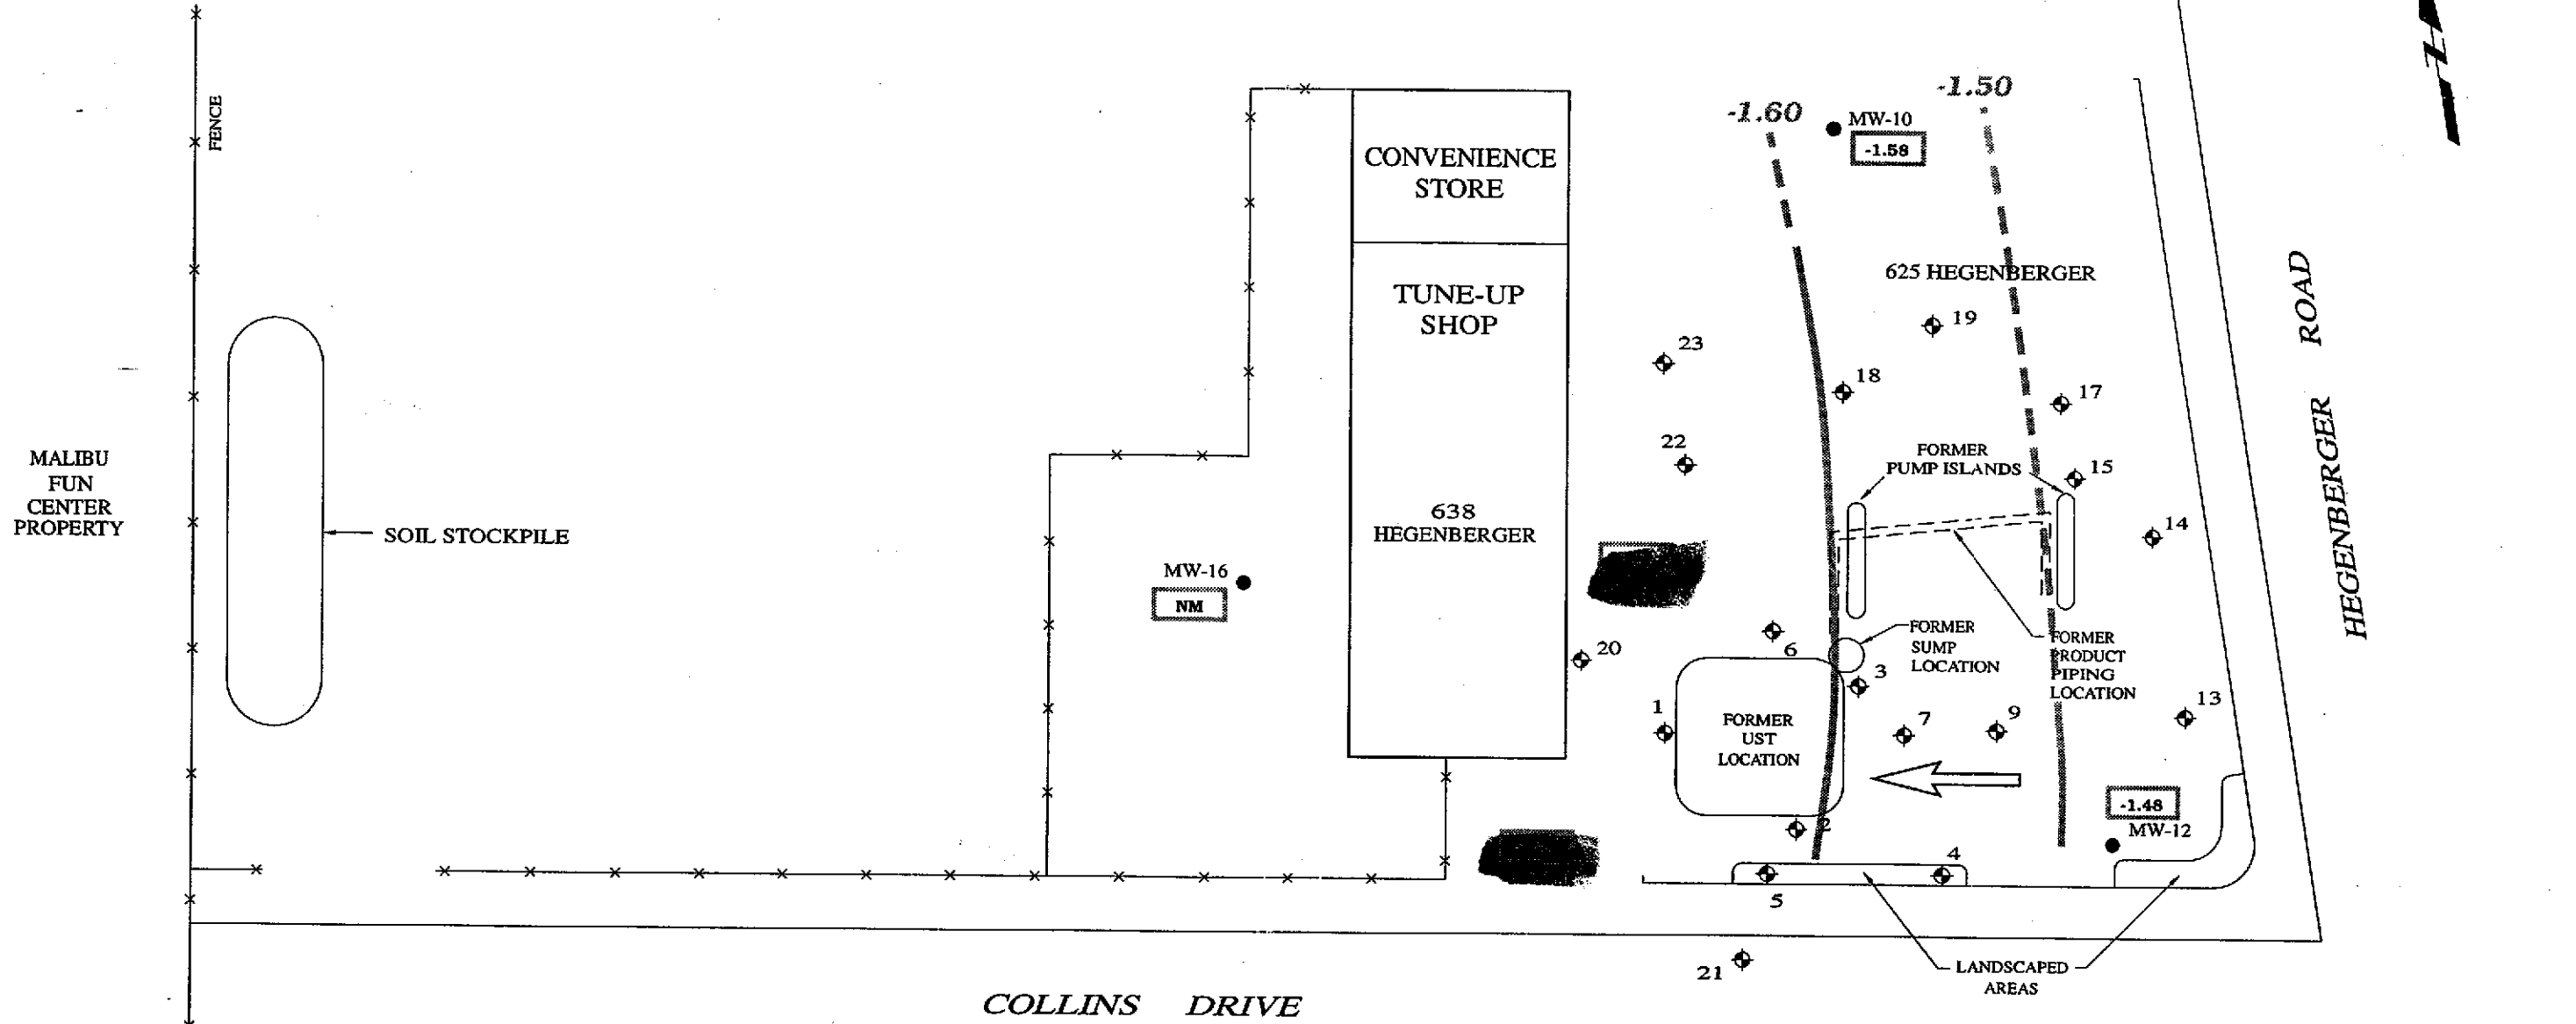 FENCE
MALIBU
FUN
CENTER
PROPERTY
SOIL STOCKPILE
MW-16
NM
CONVENIENCE
STORE
TUNE-UP
SHOP
638
HEGENBERGER
-1.60
MW-10
-1.58
-1.50
625 HEGENBERGER
19
23
18
17
22
FORMER
PUMP ISLANDS
15
14
20
6
FORMER
SUMP
LOCATION
3
FORMER
PRODUCT
PIPING
LOCATION
1
FORMER
UST
LOCATION
7
9
13
2
-1.48
MW-12
4
5
21
LANDSCAPED
AREAS
HEGENBERGER ROAD
COLLINS DRIVE